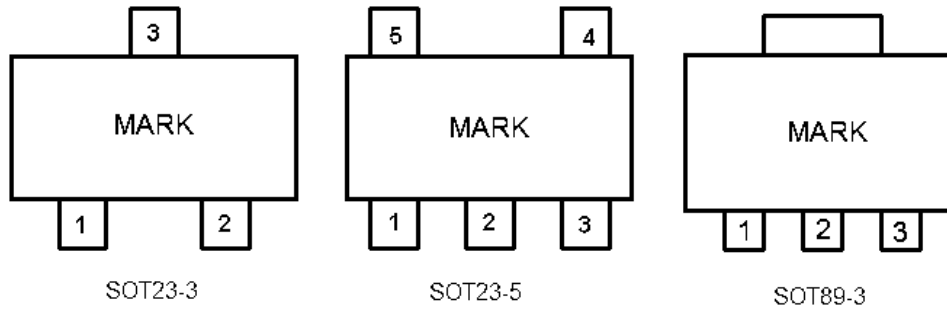 3
5 4
MARK MARK MARK
1 2 1 2 3 1 2 3
SOT23-3 SOT23-5 SOT89-3